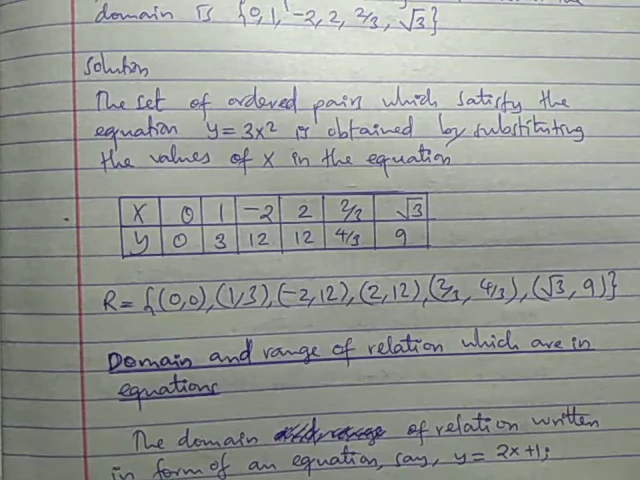 domain is {0, 1, -2, 2, 2/3, √3}
Solution
The set of ordered pairs which satisfy the
equation y = 3x² is obtained by substituting
the values of x in the equation
X 0 1 -2 2 2/3 √3
Y 0 3 12 12 4/3 9
R = {(0,0), (1,3), (-2,12), (2,12), (2/3, 4/3), (√3, 9)}
Domain and range of relation which are in
equations
The domain of relation written
in form of an equation, say, y = 2x+1;